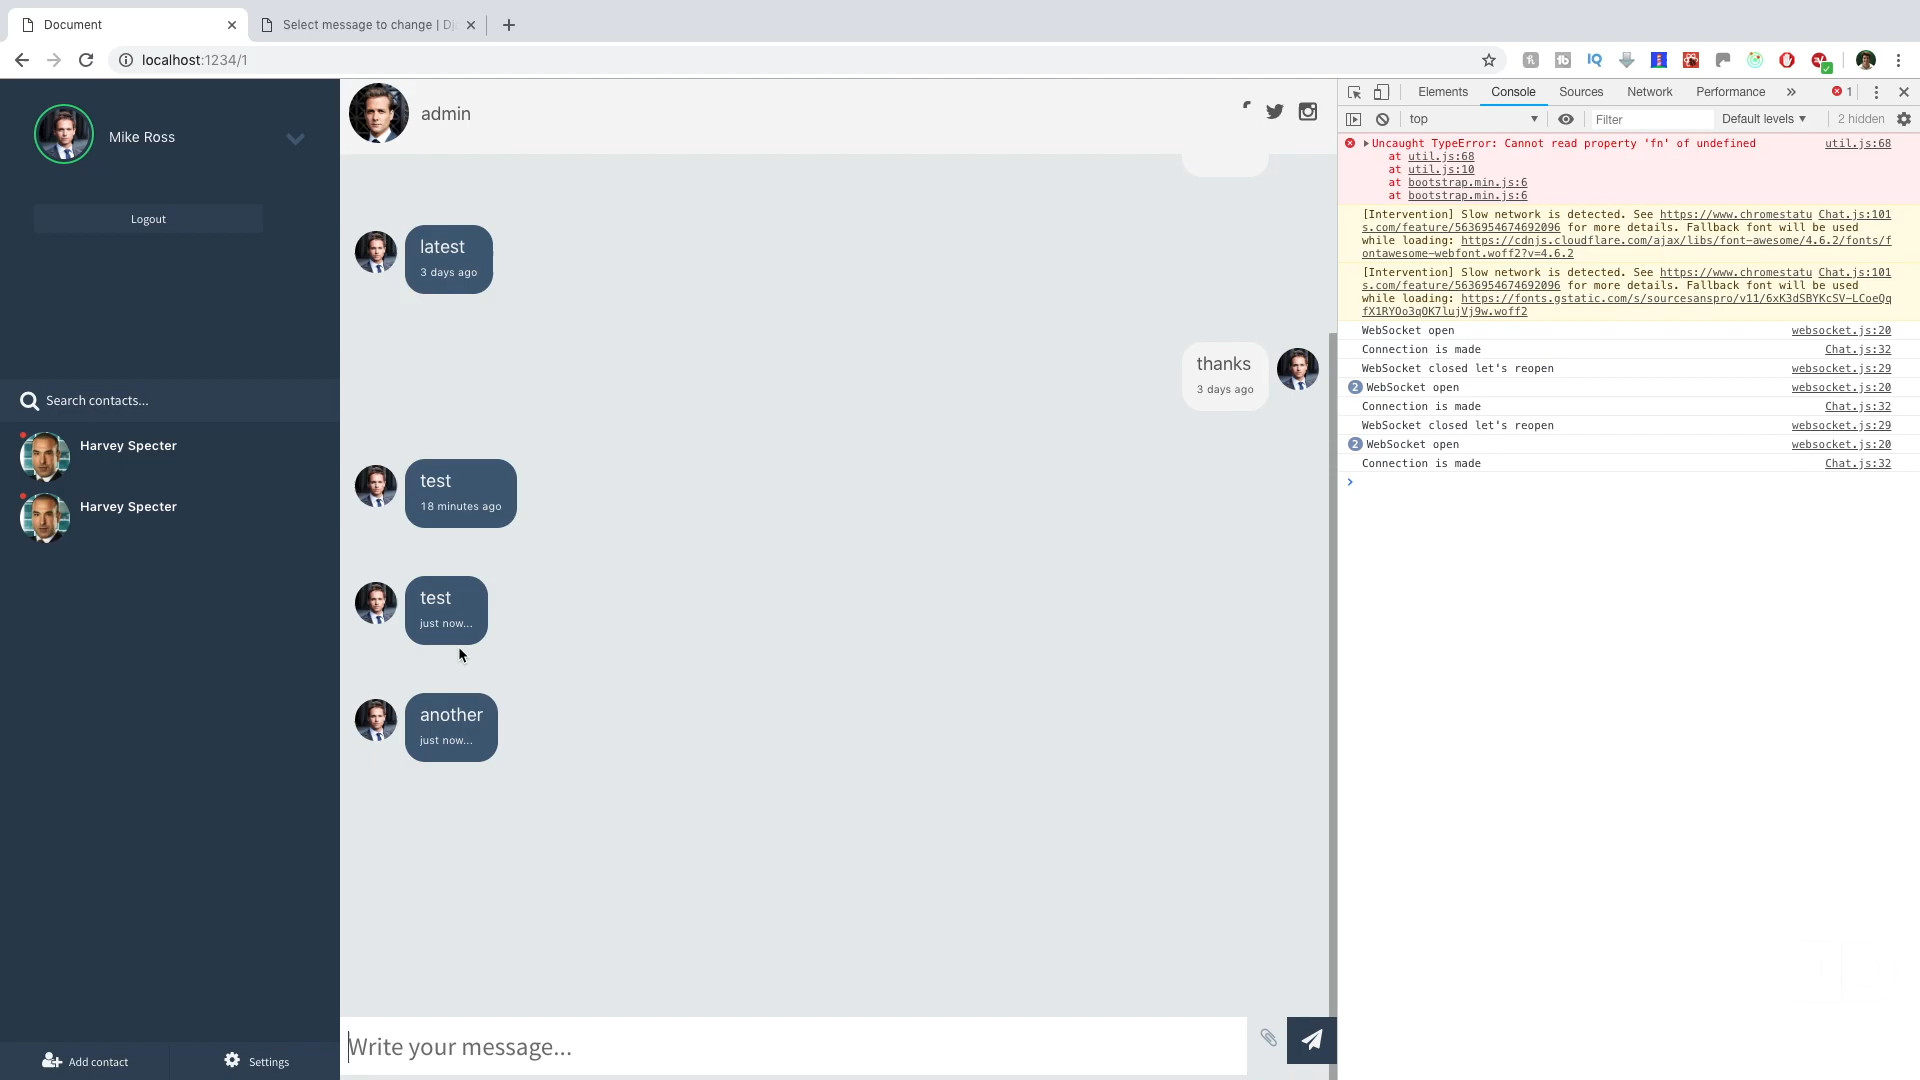 Document
Select message to change | Dj
localhost:1234/1
Mike Ross
Logout
Search contacts...
Harvey Specter
Harvey Specter
Add contact
Settings
admin
latest
3 days ago
thanks
3 days ago
test
18 minutes ago
test
just now...
another
just now...
Write your message...
Elements Console Sources Network Performance » 1
top Filter Default levels 2 hidden
Uncaught TypeError: Cannot read property 'fn' of undefined util.js:68
at util.js:68
at util.js:10
at bootstrap.min.js:6
at bootstrap.min.js:6
[Intervention] Slow network is detected. See https://www.chromestatu Chat.js:101
s.com/feature/5636954674692096 for more details. Fallback font will be used
while loading: https://cdnjs.cloudflare.com/ajax/libs/font-awesome/4.6.2/fonts/f
ontawesome-webfont.woff2?v=4.6.2
[Intervention] Slow network is detected. See https://www.chromestatu Chat.js:101
s.com/feature/5636954674692096 for more details. Fallback font will be used
while loading: https://fonts.gstatic.com/s/sourcesanspro/v11/6xK3dSBYKcSV-LCoeQq
fX1RYOo3qOK7lujVj9w.woff2
WebSocket open websocket.js:20
Connection is made Chat.js:32
WebSocket closed let's reopen websocket.js:29
2 WebSocket open websocket.js:20
Connection is made Chat.js:32
WebSocket closed let's reopen websocket.js:29
2 WebSocket open websocket.js:20
Connection is made Chat.js:32